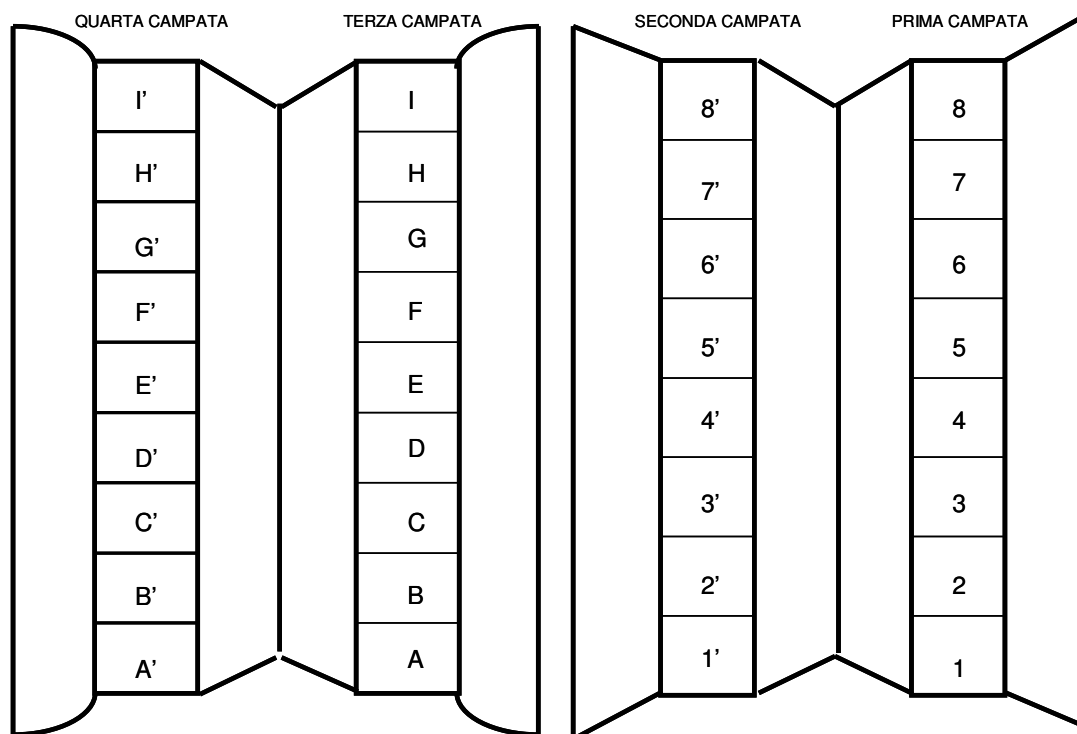 QUARTA CAMPATA TERZA CAMPATA SECONDA CAMPATA PRIMA CAMPATA
I’ I 8’ 8
H’ H 7’ 7
G’ G 6’ 6
F’ F 5’ 5
E’ E 4’ 4
D’ D 3’ 3
C’ C 2’ 2
B’ B 1’ 1
A’ A